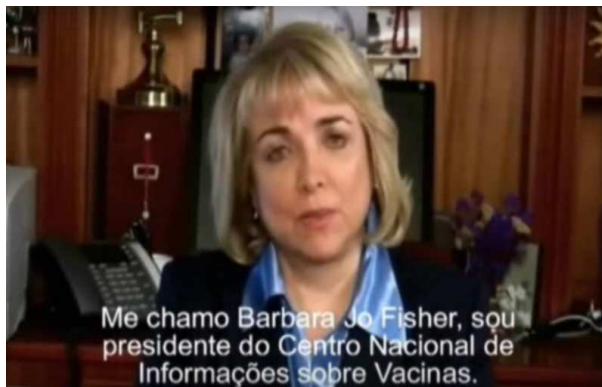 Me chamo Barbara Jo Fisher, sou
presidente do Centro Nacional de
Informações sobre Vacinas.